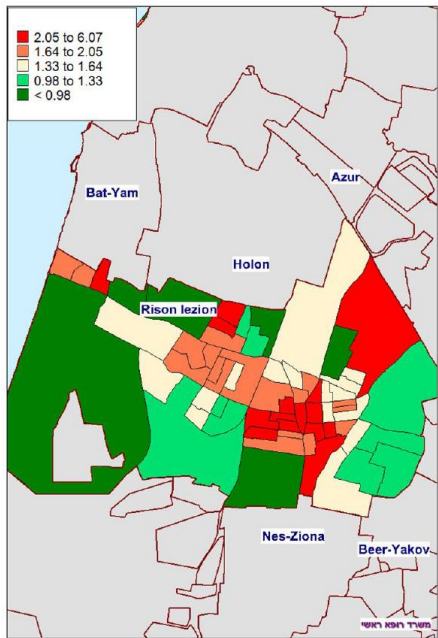 2.05 to 6.07
1.64 to 2.05
1.33 to 1.64
0.98 to 1.33
< 0.98
Azur
Bat-Yam
Holon
Rison lezion
Nes-Ziona
Beer-Yakov
משרד רופא ראשי